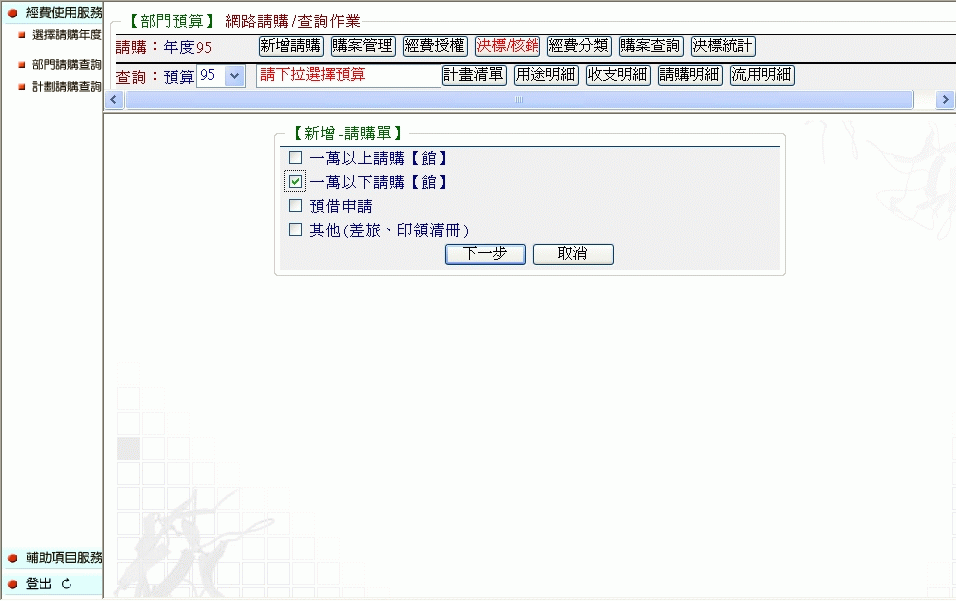 經費使用服務
選擇請購年度
部門請購查詢
計劃請購查詢
輔助項目服務
登出
【部門預算】 網路請購/查詢作業
請購：年度95 新增請購 購案管理 經費授權 決標/核銷 經費分類 購案查詢 決標統計
查詢：預算 95 請下拉選擇預算 計畫清單 用途明細 收支明細 請購明細 流用明細
【新增-請購單】
一萬以上請購【館】
一萬以下請購【館】
預借申請
其他(差旅、印領清冊)
下一步 取消